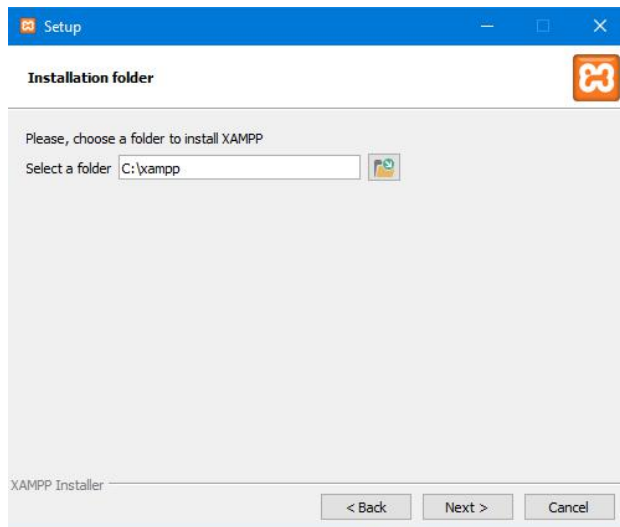 Setup
Installation folder
Please, choose a folder to install XAMPP
Select a folder C:\xampp
XAMPP Installer
< Back Next > Cancel